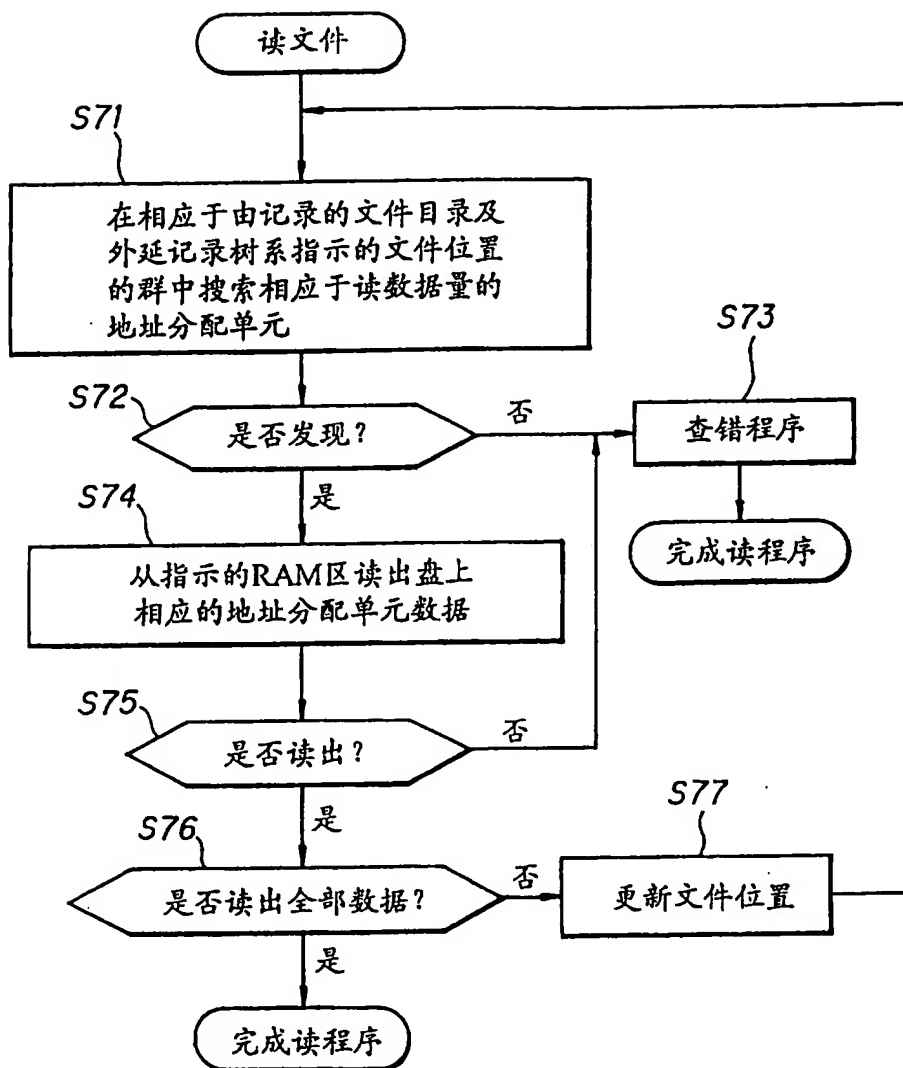 读文件
S71
在相应于由记录的文件目录及
外延记录树系指示的文件位置
的群中搜索相应于读数据量的
地址分配单元
S72
是否发现?
否
是
S73
查错程序
完成读程序
S74
从指示的RAM区读出盘上
相应的地址分配单元数据
S75
是否读出?
否
是
S76
是否读出全部数据?
否
是
S77
更新文件位置
完成读程序